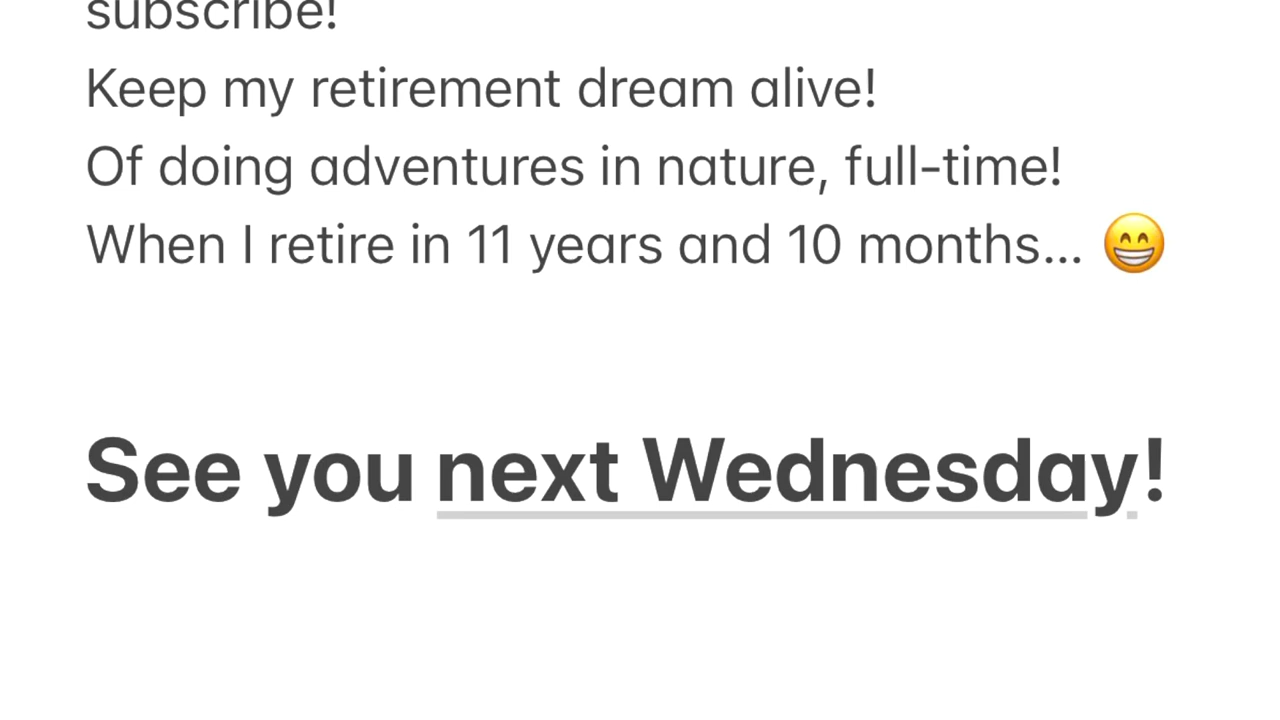 subscribe!
Keep my retirement dream alive!
Of doing adventures in nature, full-time!
When I retire in 11 years and 10 months... 😁
See you next Wednesday!